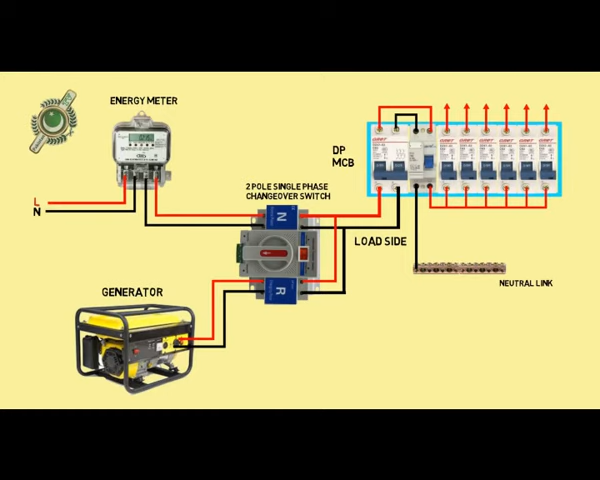 ENERGY METER
DP
MCB
2 POLE SINGLE PHASE
CHANGEOVER SWITCH
L
N
N
LOAD SIDE
R
GENERATOR
NEUTRAL LINK